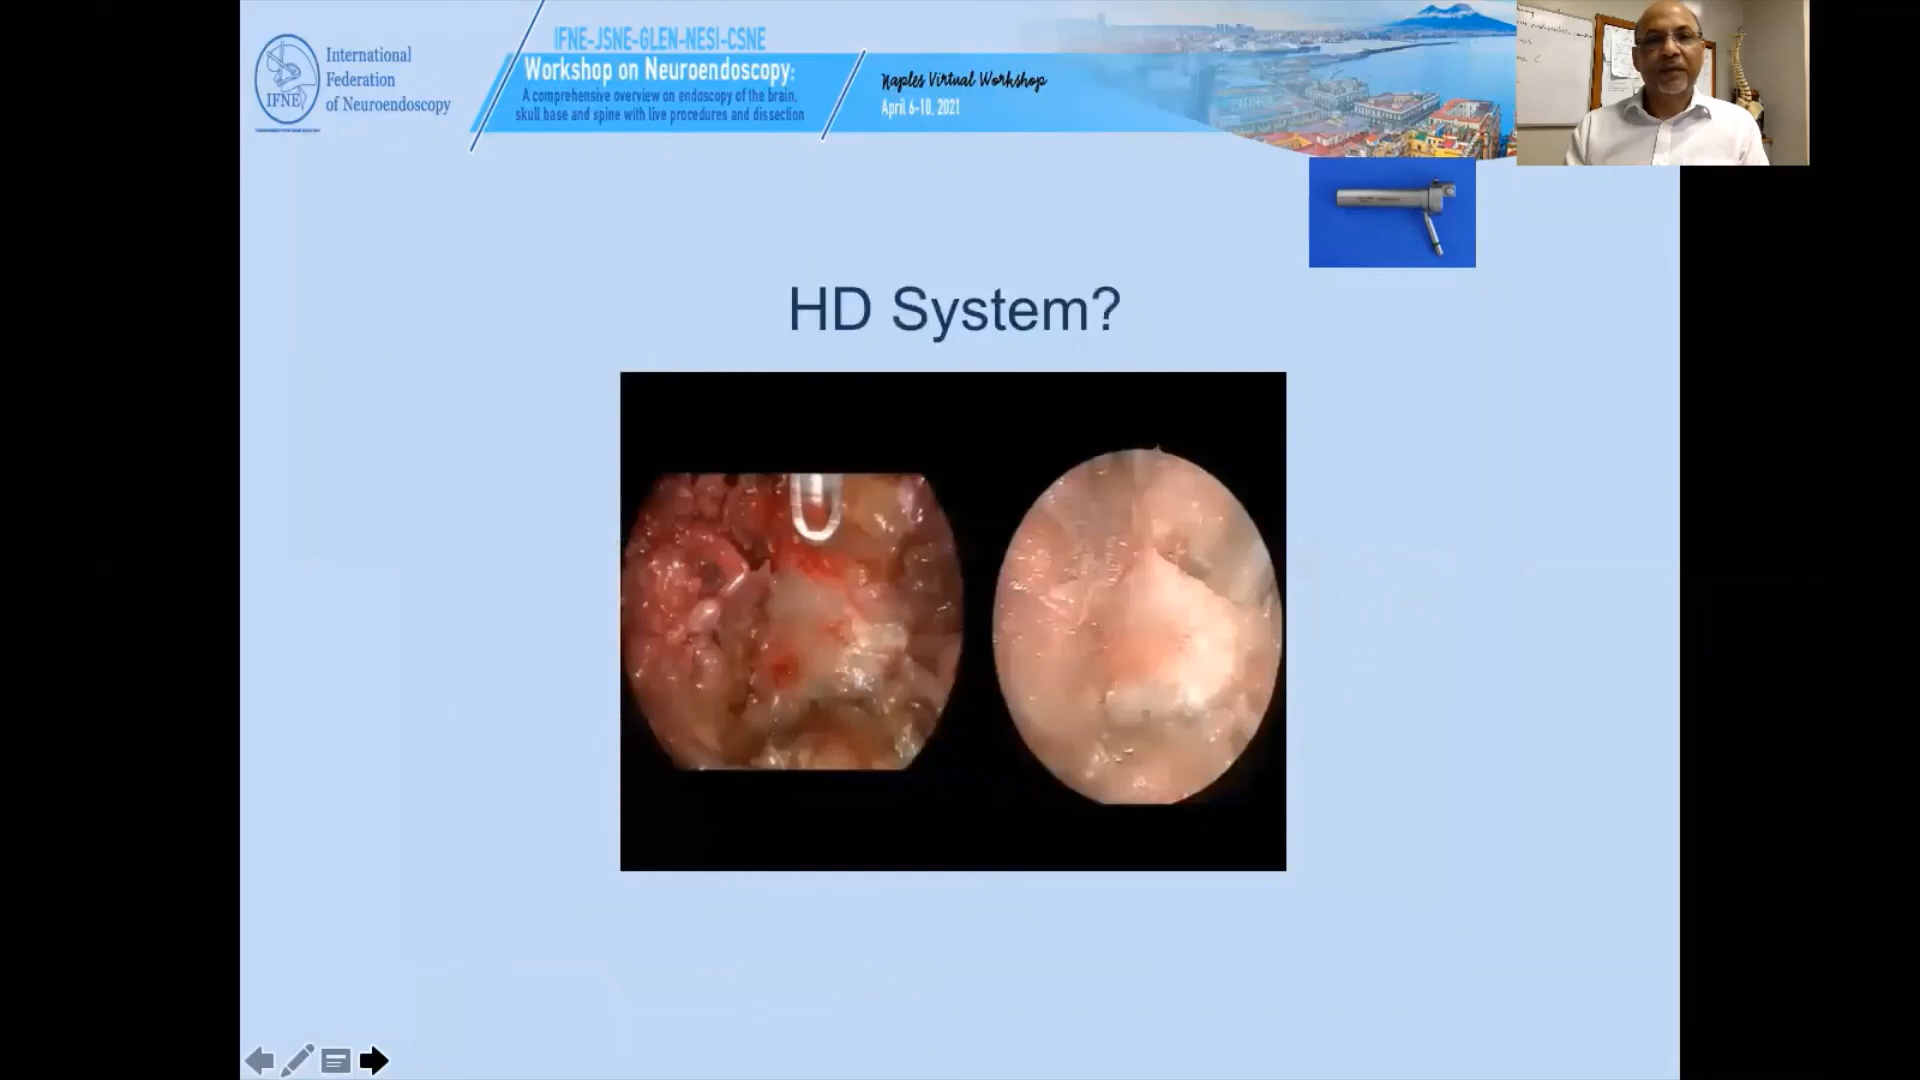 International
Federation
of Neuroendoscopy
IFNE
IFNE-JSNE-GLEN-NESI-CSNE
Workshop on Neuroendoscopy:
A comprehensive overview on endoscopy of the brain,
skull base and spine with live procedures and dissection
Naples Virtual Workshop
April 6-10, 2021
HD System?